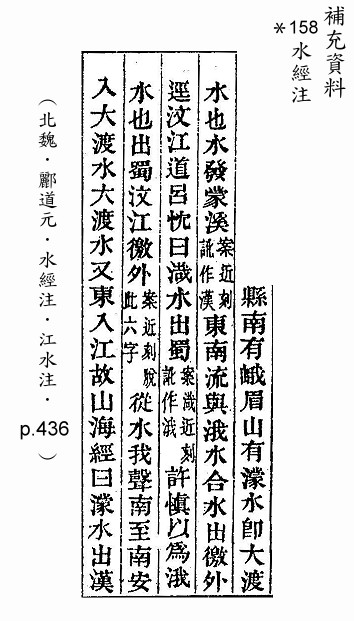 補充資料
*158水經注
縣南有峨眉山有濛水卽大渡
水也水發蒙溪案近刻訛作漢東南流與涐水合水出徼外
逕汶江道呂忱曰渽水出蜀案渽近刻訛作涐許慎以爲涐
水也出蜀汶江徼外案近刻脫此六字從水我聲南至南安
入大渡水大渡水又東入江故山海經曰濛水出漢
(北魏.酈道元.水經注.江水注.p.436)